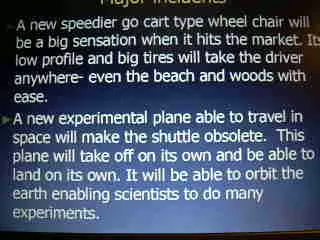 Major Incidents
A new speedier go cart type wheel chair will
be a big sensation when it hits the market. Its
low profile and big tires will take the driver
anywhere- even the beach and woods with
ease.
A new experimental plane able to travel in
space will make the shuttle obsolete. This
plane will take off on its own and be able to
land on its own. It will be able to orbit the
earth enabling scientists to do many
experiments.